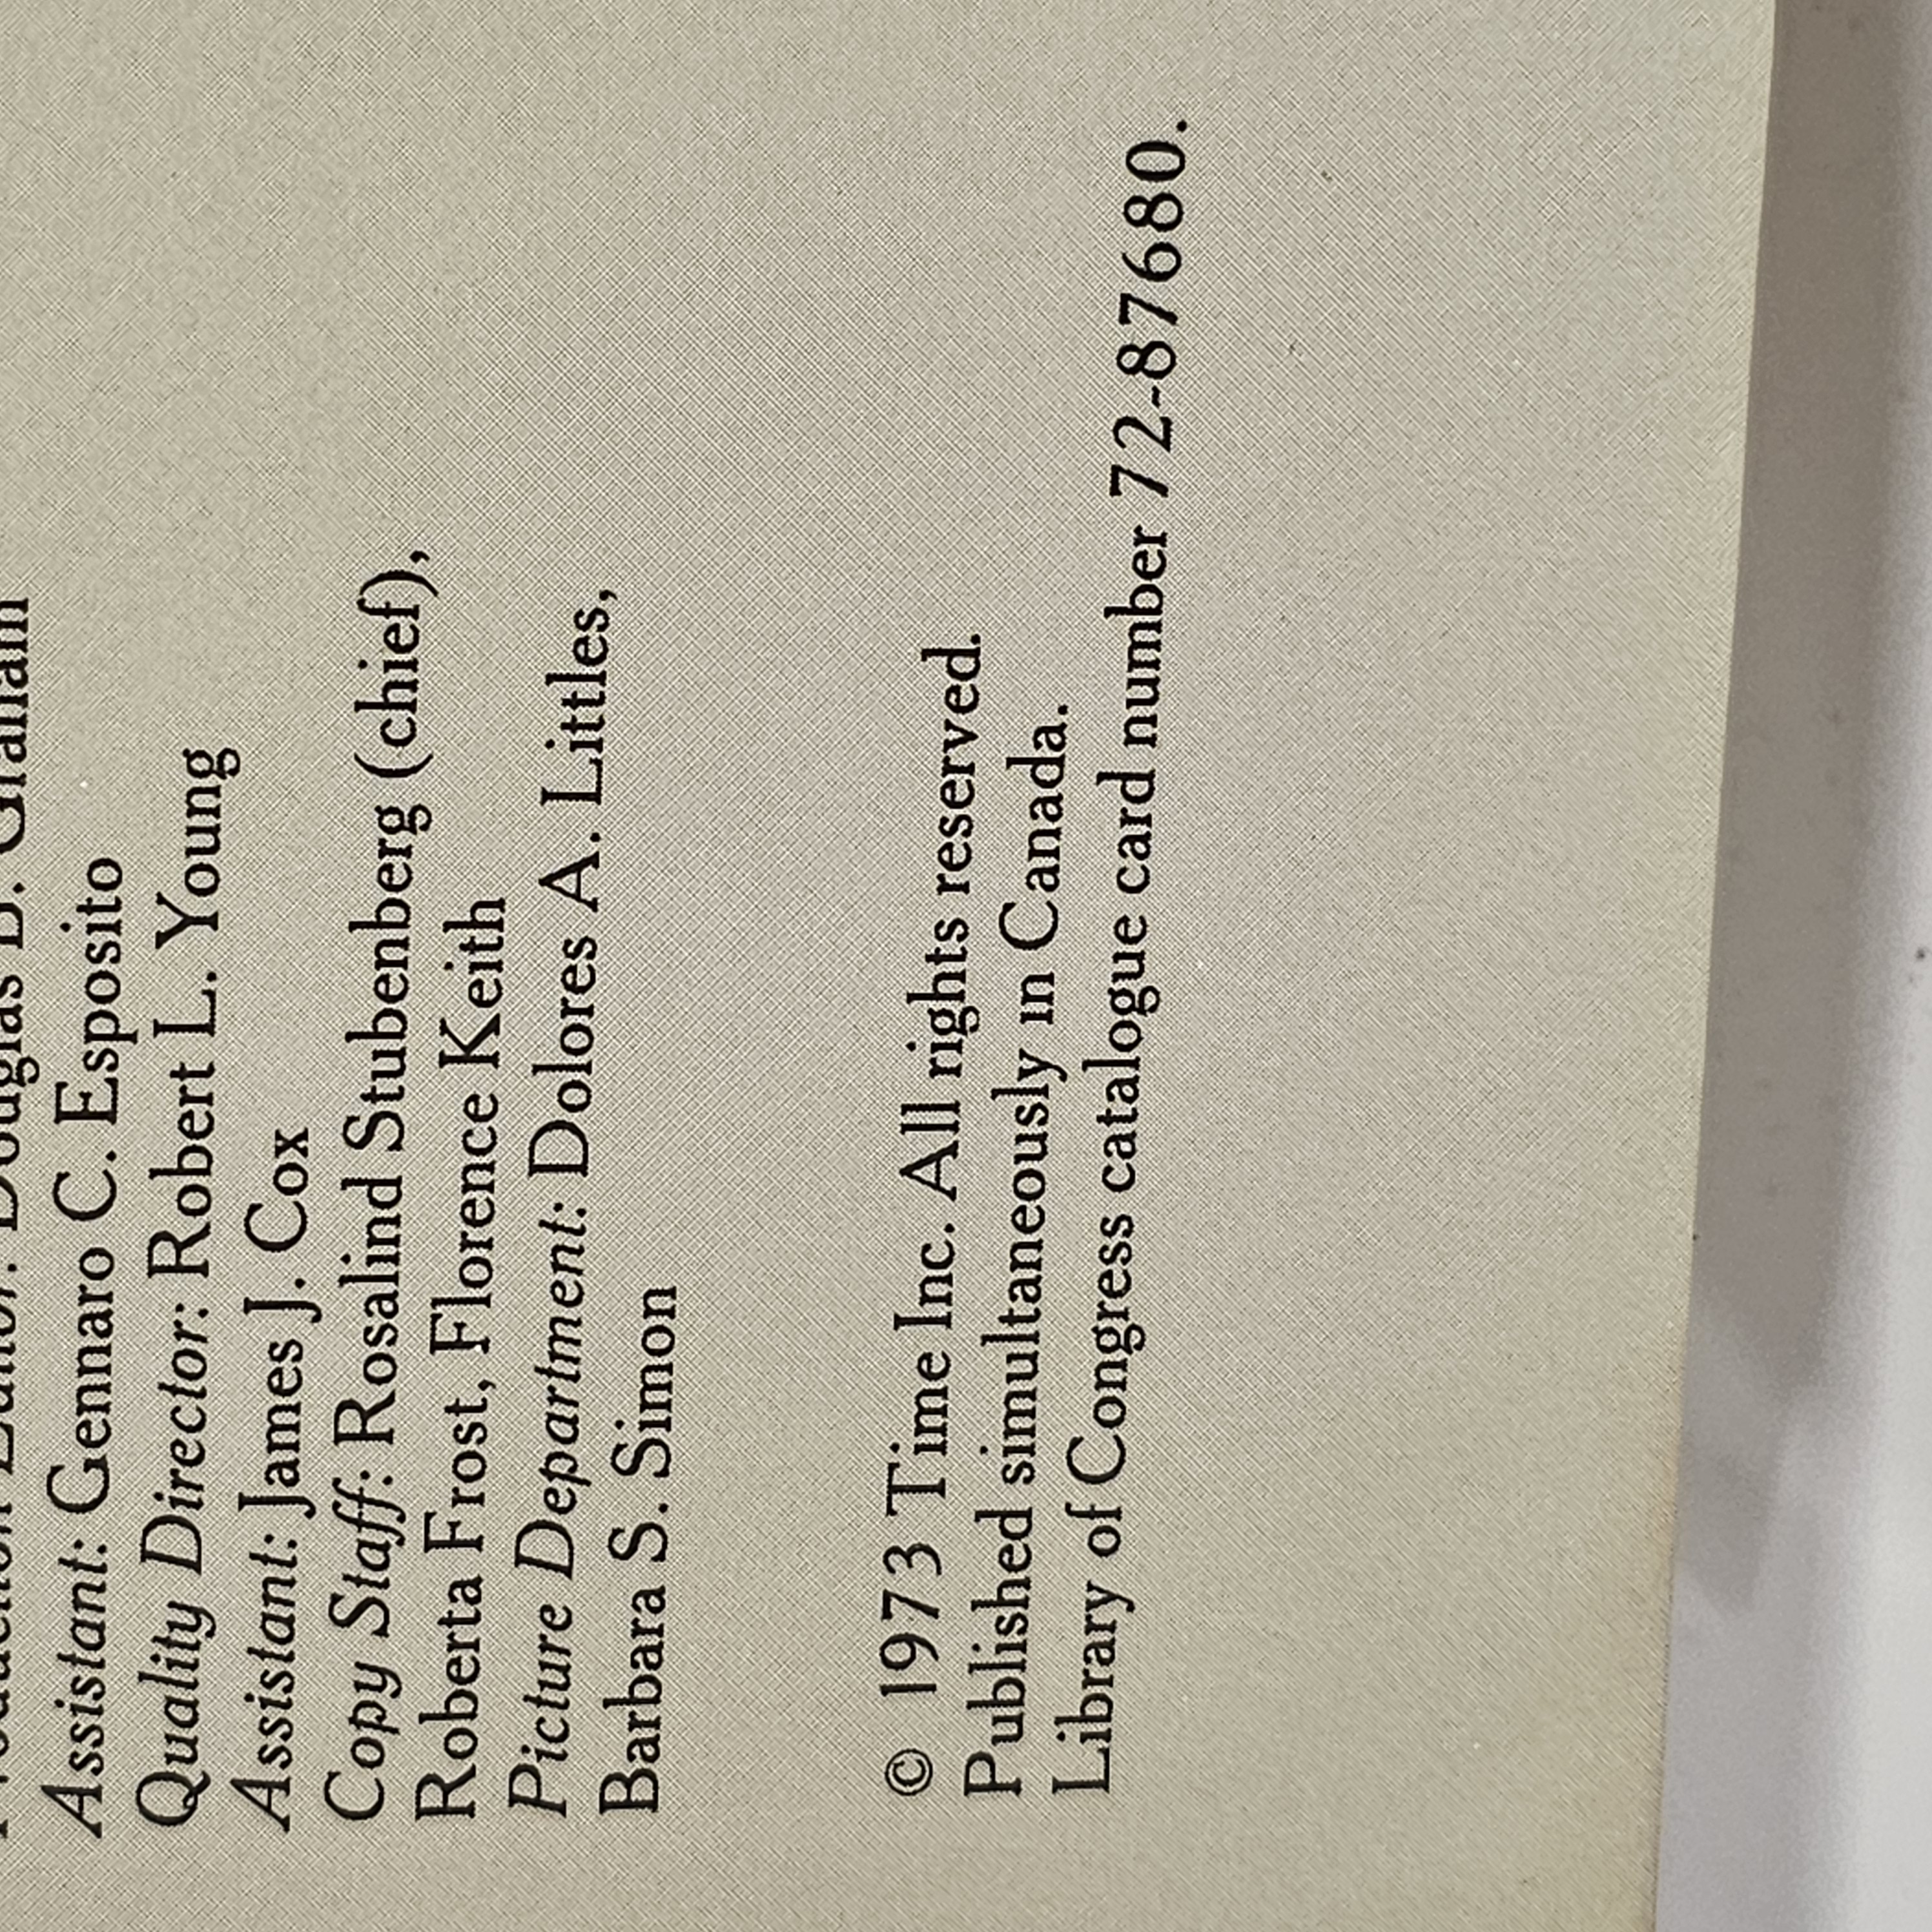 Production Editor: Douglas B. Graham
Assistant: Gennaro C. Esposito
Quality Director: Robert L. Young
Assistant: James J. Cox
Copy Staff: Rosalind Stubenberg (chief),
Roberta Frost, Florence Keith
Picture Department: Dolores A. Littles,
Barbara S. Simon
© 1973 Time Inc. All rights reserved.
Published simultaneously in Canada.
Library of Congress catalogue card number 72-87680.